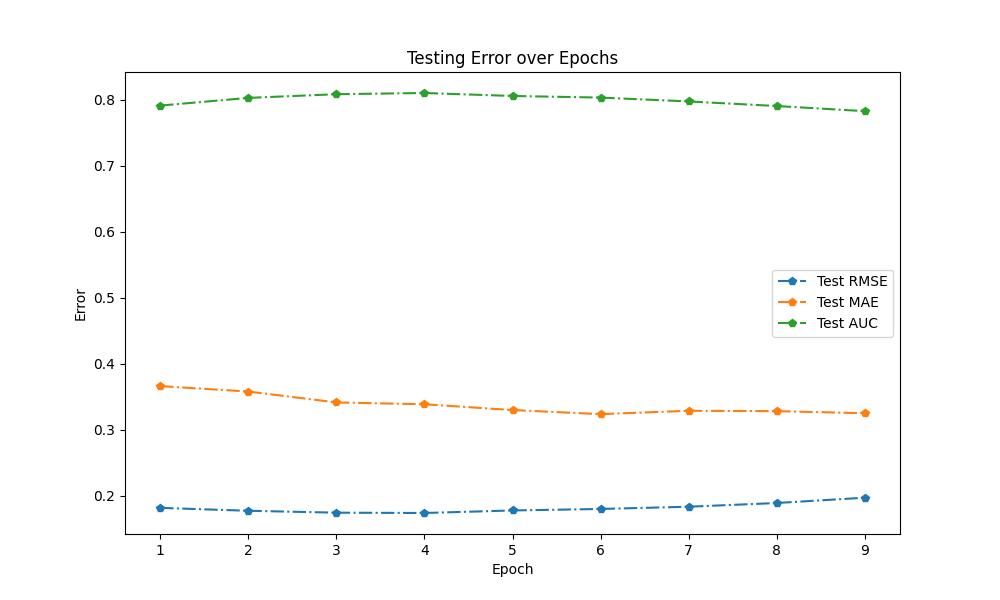 Testing Error over Epochs
Error
0.8
0.7
0.6
0.5
0.4
0.3
0.2
Test RMSE
Test MAE
Test AUC
1 2 3 4 5 6 7 8 9
Epoch